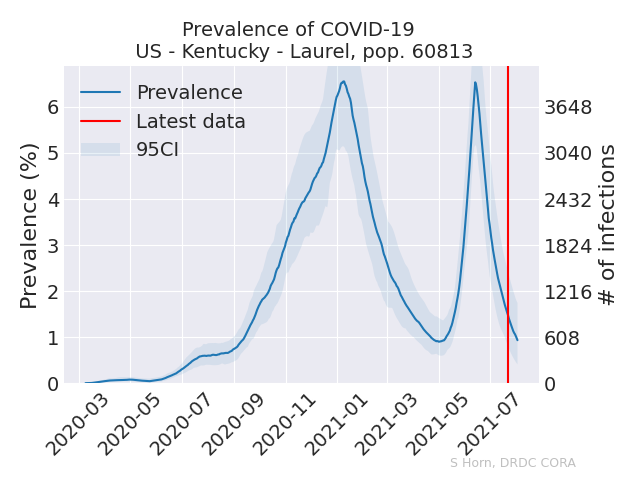 Prevalence of COVID-19
US - Kentucky - Laurel, pop. 60813
Prevalence
Latest data
95CI
Prevalence (%)
6
5
4
3
2
1
0
3648
3040
2432
1824
1216
608
0
# of infections
2020-03
2020-05
2020-07
2020-09
2020-11
2021-01
2021-03
2021-05
2021-07
S Horn, DRDC CORA